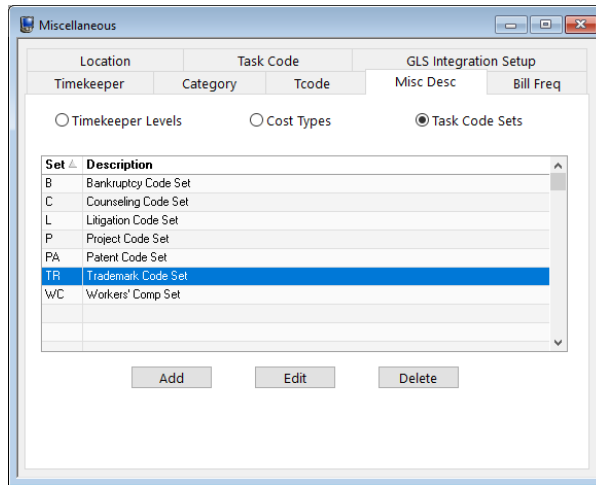 Miscellaneous
Location Task Code GLS Integration Setup
Timekeeper Category Tcode Misc Desc Bill Freq
Timekeeper Levels Cost Types Task Code Sets
Set Description
B Bankruptcy Code Set
C Counseling Code Set
L Litigation Code Set
P Project Code Set
PA Patent Code Set
TR Trademark Code Set
WC Workers' Comp Set
Add Edit Delete